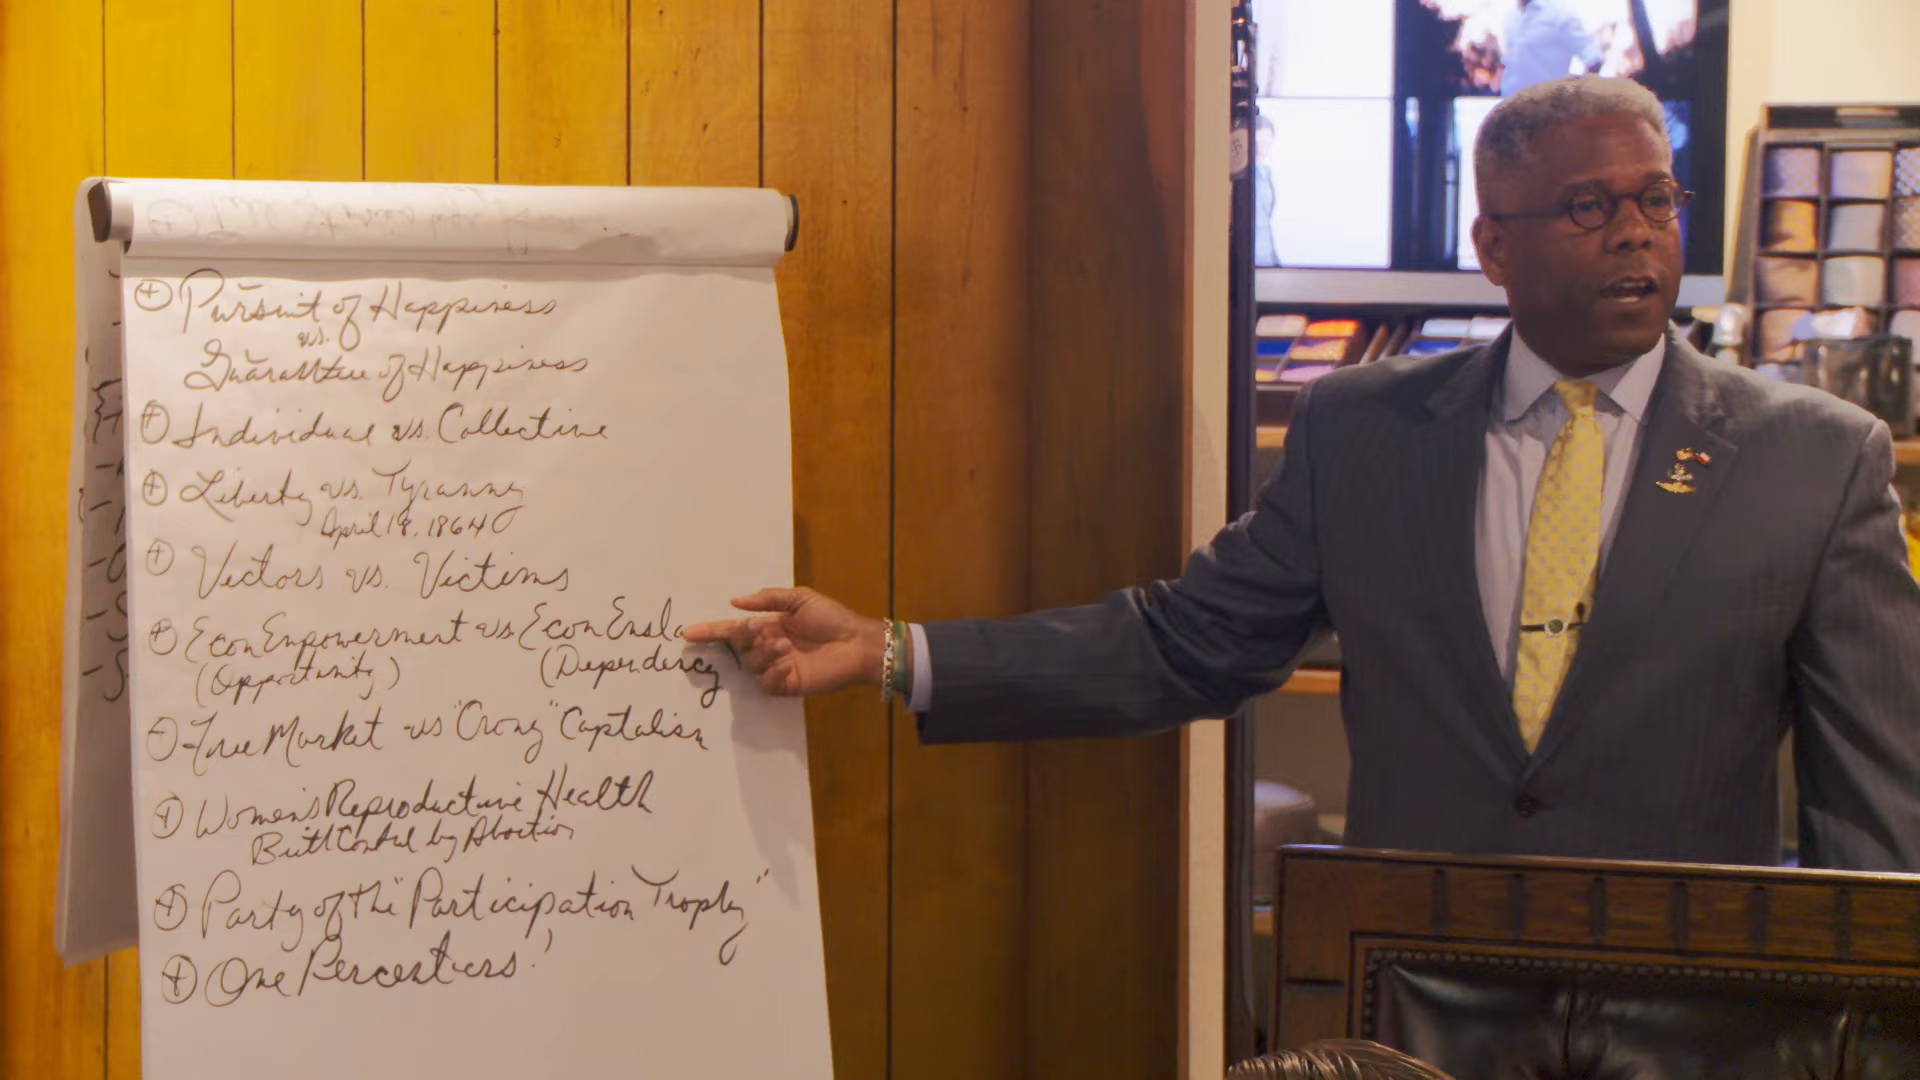 Pursuit of Happiness
vs.
Guarantee of Happiness
Individual vs. Collective
Liberty vs. Tyranny
April 18, 1864
Victors vs. Victims
Econ Empowerment vs. Econ Ensla
(Opportunity) (Dependency)
Free Market vs "Crony" Captalism
Women's Reproductive Health
Birth Control by Abortion
Party of the "Participation Trophy"
One Percenters!